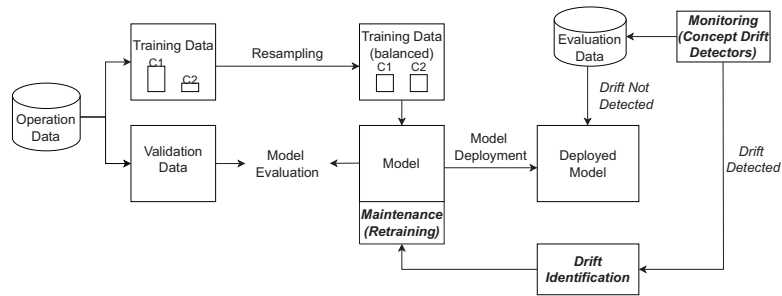 Training Data
C1
C2
Resampling
Training Data
(balanced)
C1
C2
Evaluation
Data
Monitoring
(Concept Drift
Detectors)
Drift Not
Detected
Operation
Data
Validation
Data
Model
Evaluation
Model
Model
Deployment
Deployed
Model
Drift
Detected
Maintenance
(Retraining)
Drift
Identification